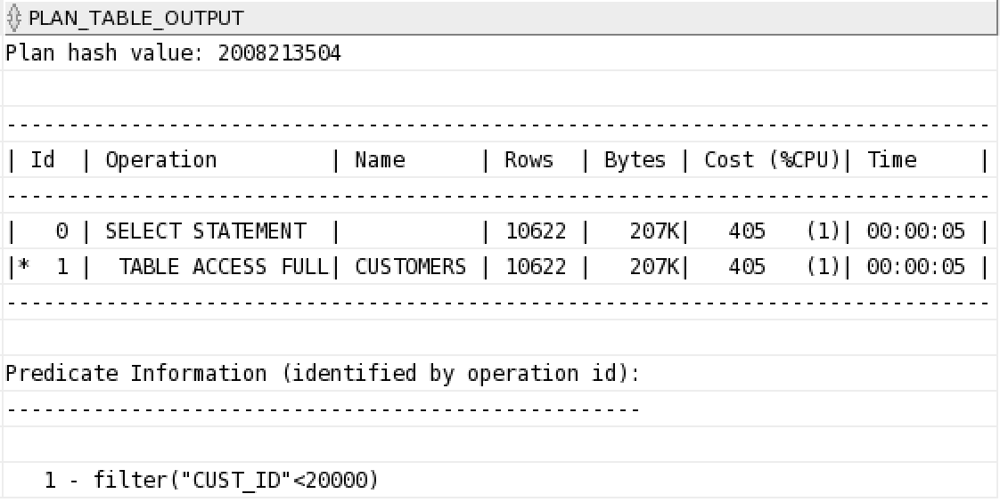 PLAN_TABLE_OUTPUT
Plan hash value: 2008213504
-------------------------------------------------------------------------------
| Id  | Operation         | Name      | Rows  | Bytes | Cost (%CPU)| Time     |
-------------------------------------------------------------------------------
|   0 | SELECT STATEMENT  |           | 10622 |   207K|   405   (1)| 00:00:05 |
|*  1 |  TABLE ACCESS FULL| CUSTOMERS | 10622 |   207K|   405   (1)| 00:00:05 |
-------------------------------------------------------------------------------
Predicate Information (identified by operation id):
---------------------------------------------------
   1 - filter("CUST_ID"<20000)